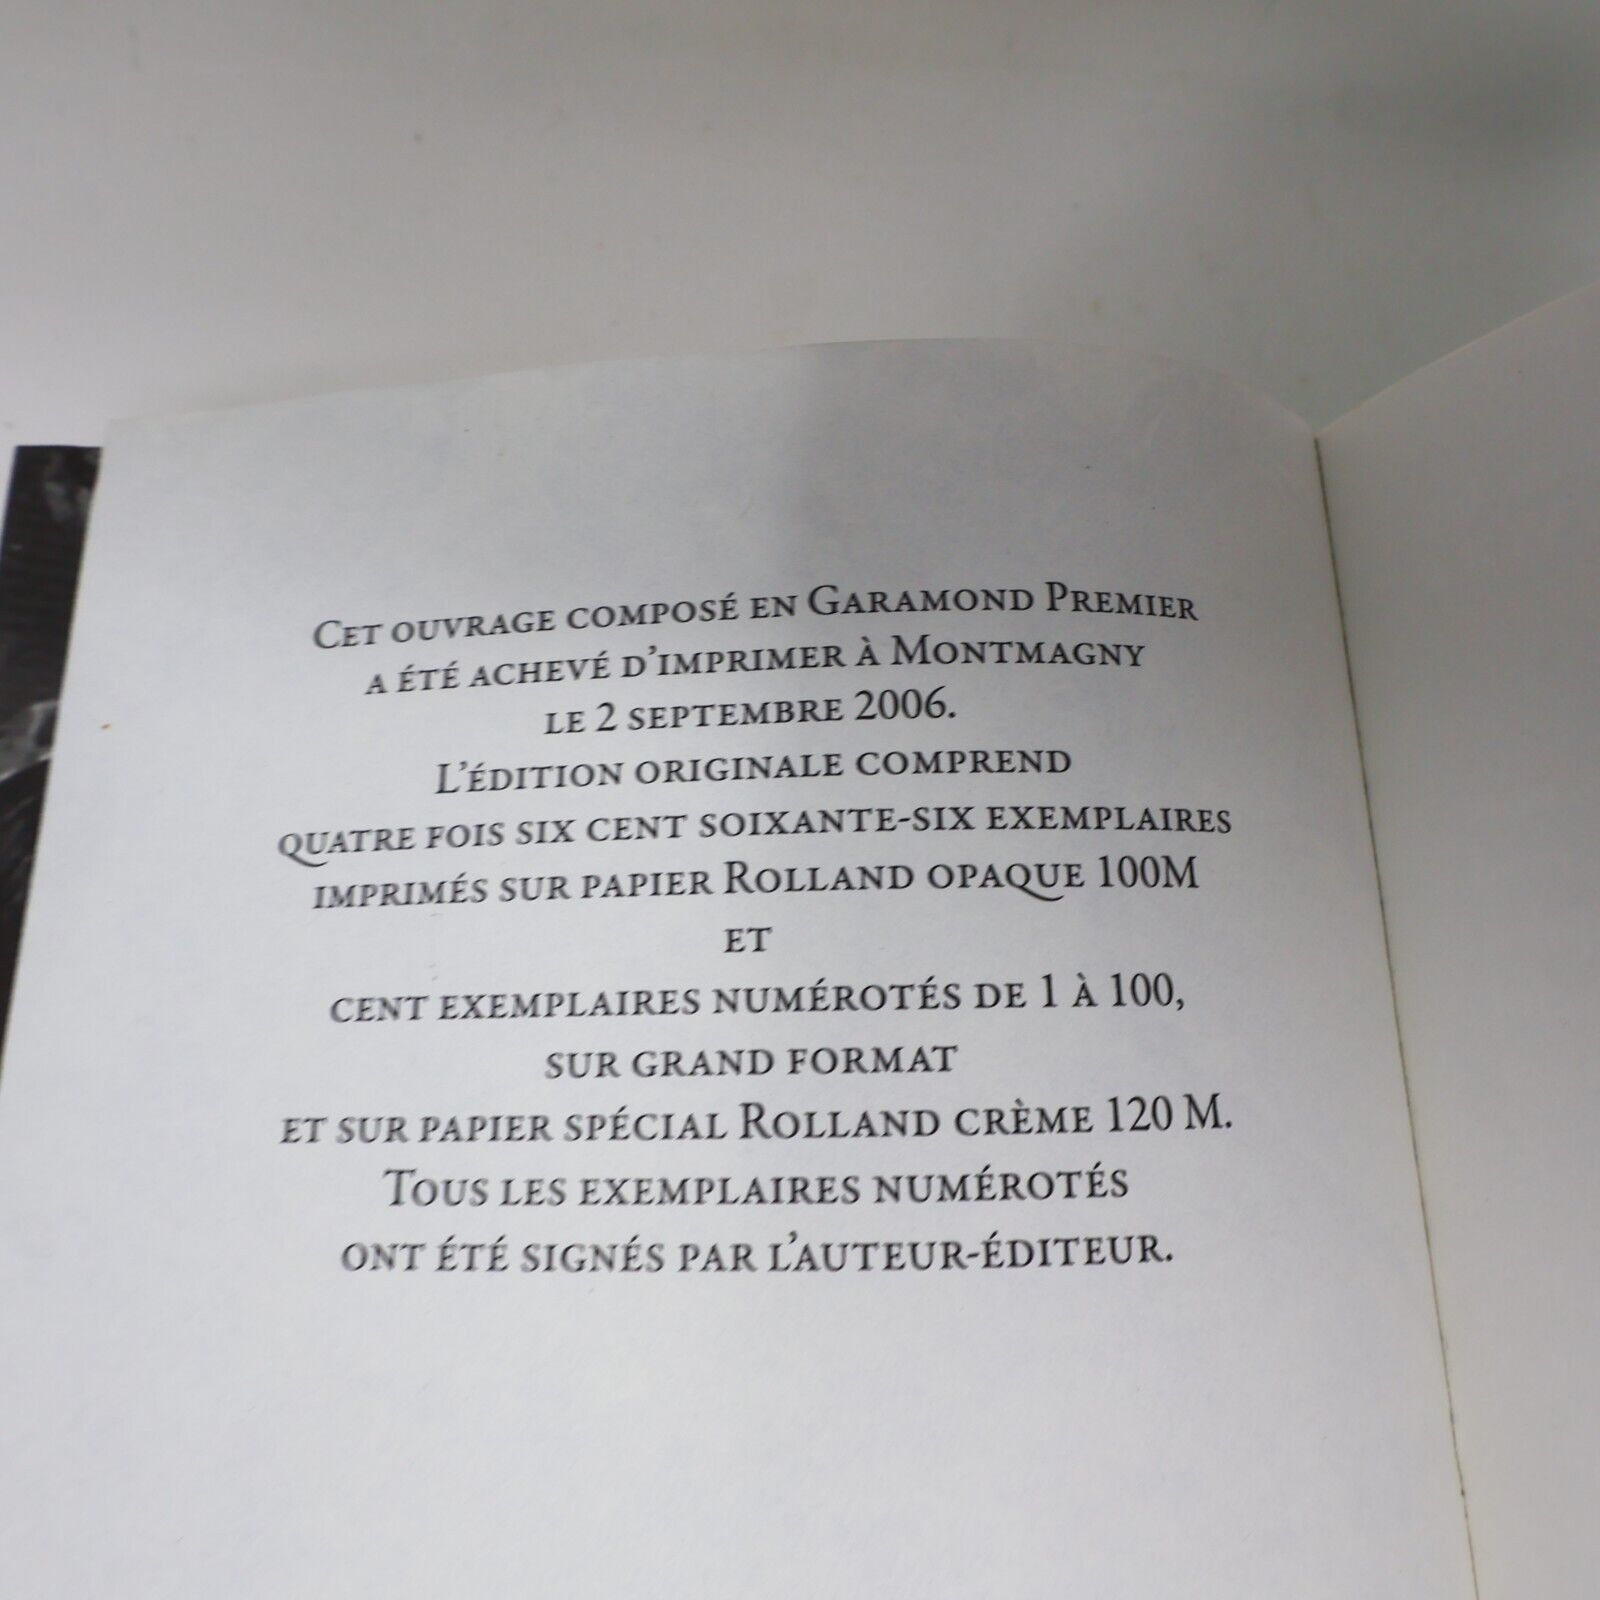 Cet ouvrage composé en Garamond Premier
a été achevé d'imprimer à Montmagny
le 2 septembre 2006.
L'édition originale comprend
quatre fois six cent soixante-six exemplaires
imprimés sur papier Rolland opaque 100M
et
cent exemplaires numérotés de 1 à 100,
sur grand format
et sur papier spécial Rolland crème 120 M.
Tous les exemplaires numérotés
ont été signés par l'auteur-éditeur.